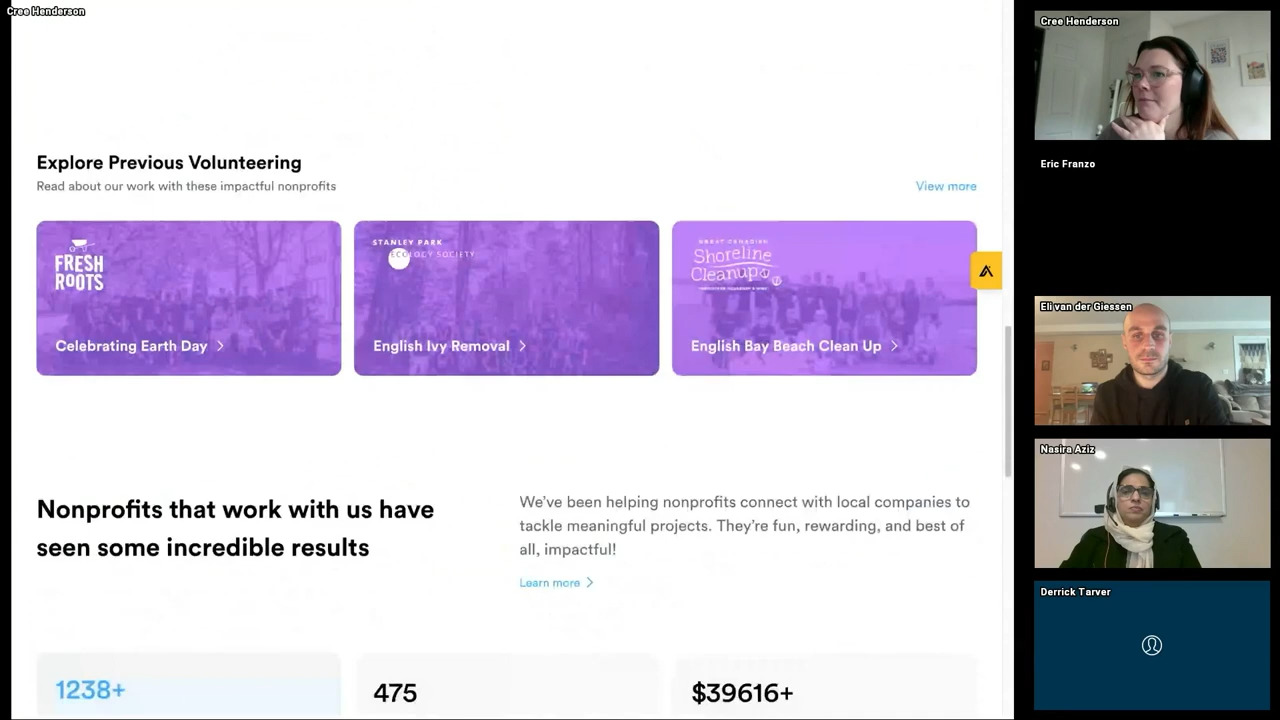 Cree Henderson
Explore Previous Volunteering
Read about our work with these impactful nonprofits
View more
FRESH
ROOTS
Celebrating Earth Day
STANLEY PARK
ECOLOGY SOCIETY
English Ivy Removal
GREAT CANADIAN
Shoreline
Cleanup
English Bay Beach Clean Up
Nonprofits that work with us have
seen some incredible results
We've been helping nonprofits connect with local companies to
tackle meaningful projects. They're fun, rewarding, and best of
all, impactful!
Learn more
1238+
475
$39616+
Cree Henderson
Eric Franzo
Eli van der Giessen
Nasira Aziz
Derrick Tarver